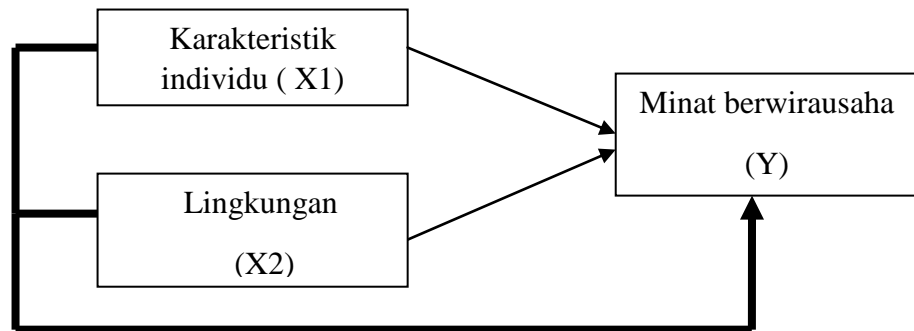 Karakteristik
individu ( X1)
Minat berwirausaha
(Y)
Lingkungan
(X2)